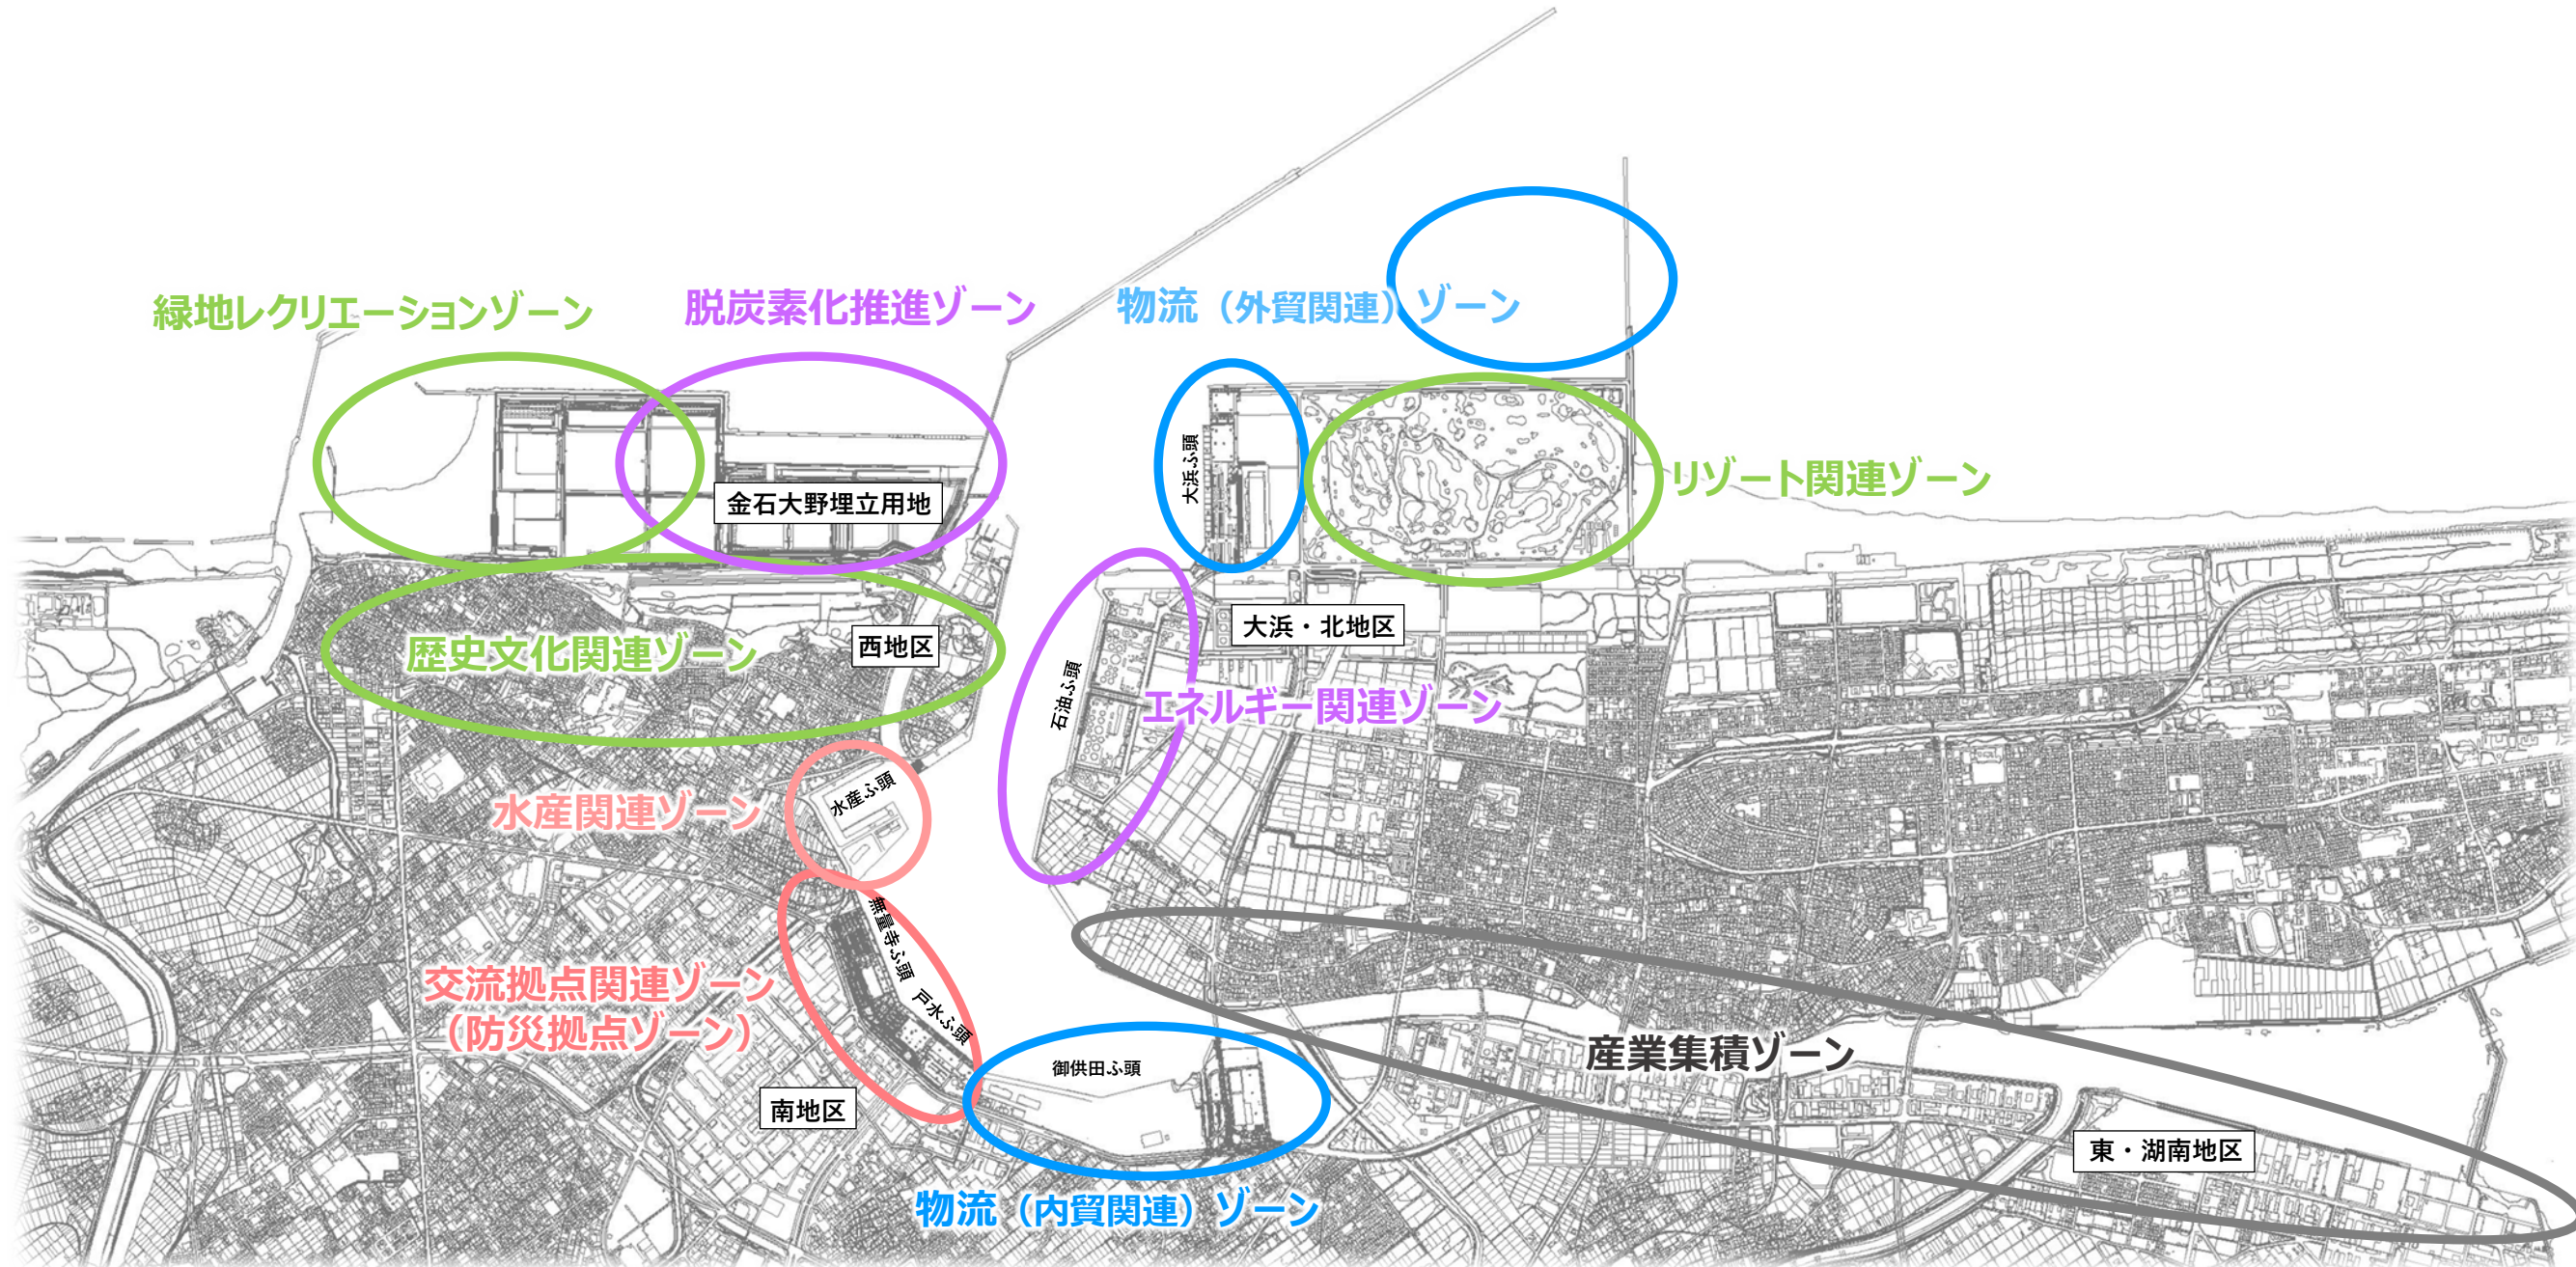 緑地レクリエーションゾーン
脱炭素化推進ゾーン
物流（外貿関連）ゾーン
大浜ふ頭
リゾート関連ゾーン
金石大野埋立用地
大浜・北地区
歴史文化関連ゾーン
西地区
石油ふ頭
エネルギー関連ゾーン
水産ふ頭
水産関連ゾーン
無量寺ふ頭
交流拠点関連ゾーン
（防災拠点ゾーン）
戸水ふ頭
産業集積ゾーン
御供田ふ頭
南地区
東・湖南地区
物流（内貿関連）ゾーン